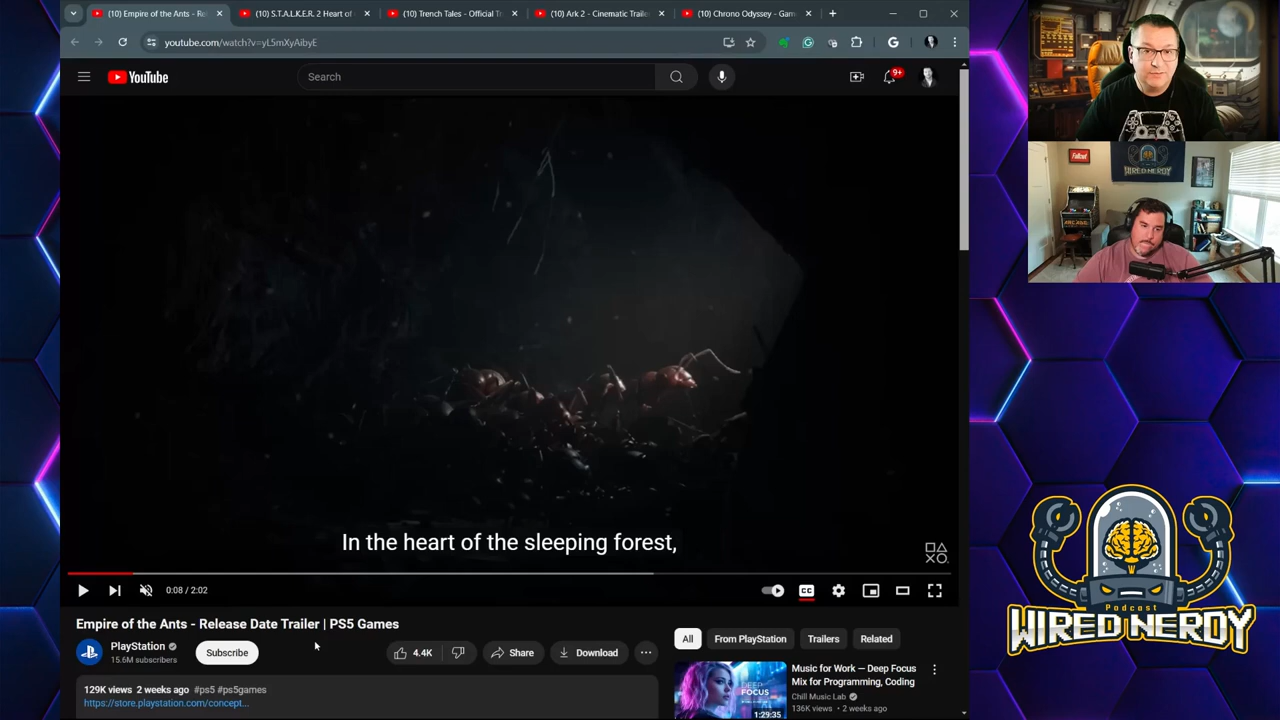 (10) Empire of the Ants - Re
(10) S.T.A.L.K.E.R. 2 Heart of
(10) Trench Tales - Official Tr
(10) Ark 2 - Cinematic Traile
(10) Chrono Odyssey - Gam
youtube.com/watch?v=yL5mXyAibyE
YouTube
Search
9+
In the heart of the sleeping forest,
0:08 / 2:02
CC
Empire of the Ants - Release Date Trailer | PS5 Games
PlayStation
15.6M subscribers
Subscribe
4.4K
Share
Download
All
From PlayStation
Trailers
Related
129K views 2 weeks ago #ps5 #ps5games
https://store.playstation.com/concept...
DEEP
FOCUS
1:29:35
Music for Work — Deep Focus
Mix for Programming, Coding
Chill Music Lab
136K views • 2 weeks ago
Fallout
WIRED NERDY
ARCADE
Podcast
WIRED NERDY